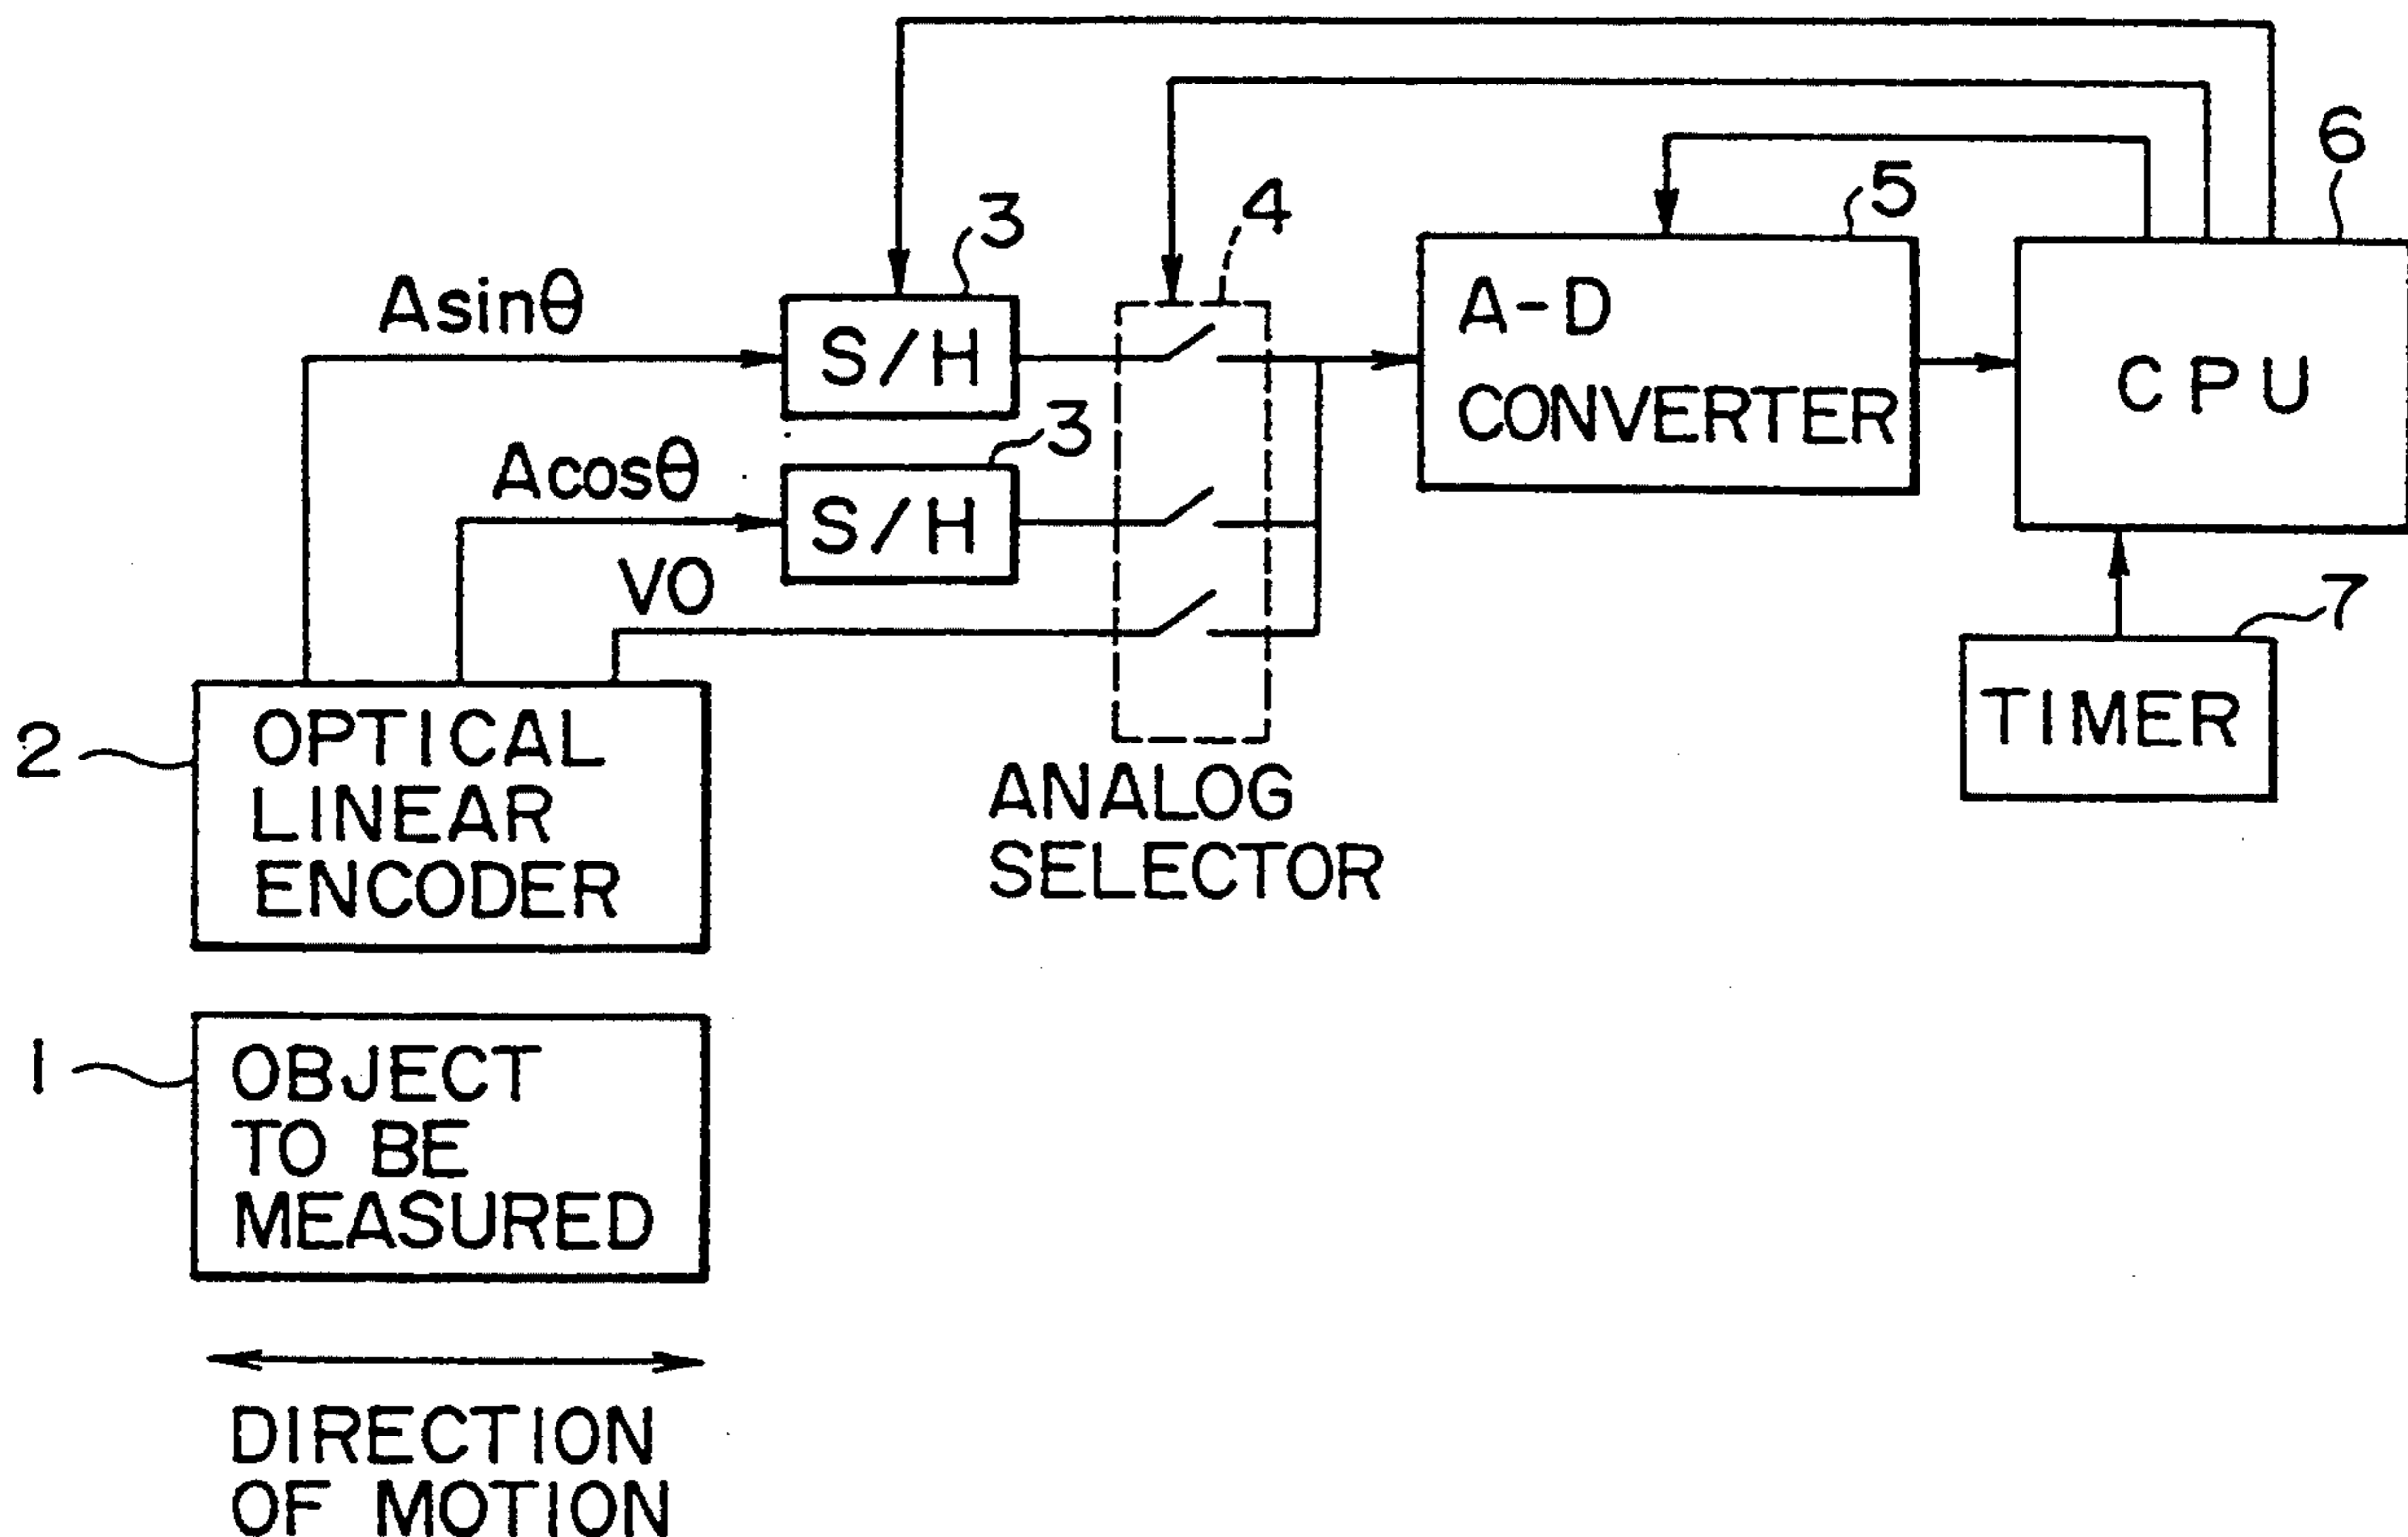 6
5
3
4
Asinθ
S/H
A-D
CONVERTER
CPU
3
Acosθ
S/H
VO
7
TIMER
2
OPTICAL
LINEAR
ENCODER
ANALOG
SELECTOR
1
OBJECT
TO BE
MEASURED
DIRECTION
OF MOTION